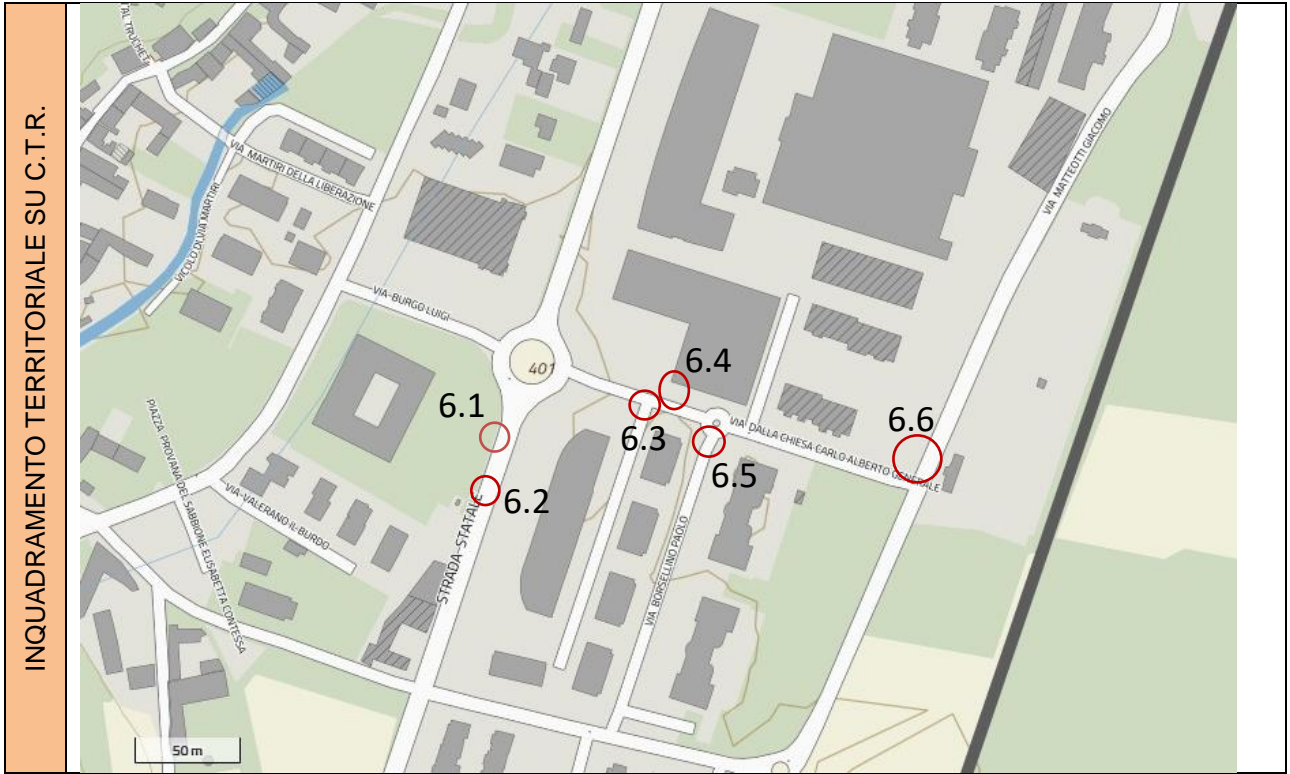 INQUADRAMENTO TERRITORIALE SU C.T.R.
VIA MARTIRI DELLA LIBERAZIONE
VICOLO DI VIA MARTIRI
VIA MATTEOTTI GIACOMO
VIA BURGO LUIGI
401
6.4
6.1
6.3
6.6
6.5
VIA DALLA CHIESA CARLO ALBERTO GENERALE
6.2
PIAZZA PROVANA DEL SABBIONE ELISABETTA CONTESSA
VIA VALERANO IL BURDO
STRADA STATALE
VIA BORSELLINO PAOLO
50 m